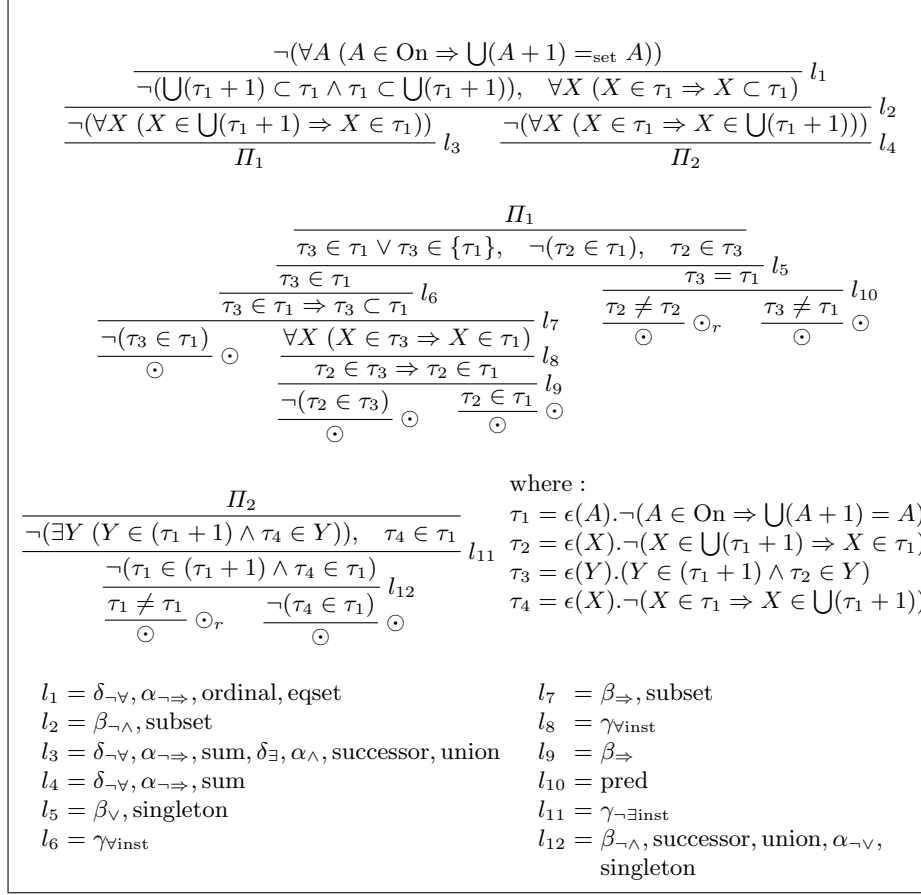 ¬(∀A (A ∈ On ⇒ ⋃(A + 1) =set A))
l1
¬(⋃(τ1 + 1) ⊂ τ1 ∧ τ1 ⊂ ⋃(τ1 + 1)), ∀X (X ∈ τ1 ⇒ X ⊂ τ1)
l2
¬(∀X (X ∈ ⋃(τ1 + 1) ⇒ X ∈ τ1)) l3 ¬(∀X (X ∈ τ1 ⇒ X ∈ ⋃(τ1 + 1))) l4
Π1 Π2
Π1
τ3 ∈ τ1 ∨ τ3 ∈ {τ1}, ¬(τ2 ∈ τ1), τ2 ∈ τ3
l5
τ3 ∈ τ1 l6 τ3 = τ1 l10
τ3 ∈ τ1 ⇒ τ3 ⊂ τ1 l7 τ2 ≠ τ2 ⊙r τ3 ≠ τ1 ⊙
¬(τ3 ∈ τ1) ⊙ ∀X (X ∈ τ3 ⇒ X ∈ τ1) l8 ⊙ ⊙
⊙ τ2 ∈ τ3 ⇒ τ2 ∈ τ1 l9
¬(τ2 ∈ τ3) ⊙ τ2 ∈ τ1 ⊙
⊙ ⊙
Π2
¬(∃Y (Y ∈ (τ1 + 1) ∧ τ4 ∈ Y)), τ4 ∈ τ1
l11
¬(τ1 ∈ (τ1 + 1) ∧ τ4 ∈ τ1)
l12
τ1 ≠ τ1 ⊙r ¬(τ4 ∈ τ1) ⊙
⊙ ⊙
where :
τ1 = ϵ(A).¬(A ∈ On ⇒ ⋃(A + 1) = A)
τ2 = ϵ(X).¬(X ∈ ⋃(τ1 + 1) ⇒ X ∈ τ1)
τ3 = ϵ(Y).(Y ∈ (τ1 + 1) ∧ τ2 ∈ Y)
τ4 = ϵ(X).¬(X ∈ τ1 ⇒ X ∈ ⋃(τ1 + 1))
l1 = δ¬∀, α¬⇒, ordinal, eqset
l2 = β¬∧, subset
l3 = δ¬∀, α¬⇒, sum, δ∃, α∧, successor, union
l4 = δ¬∀, α¬⇒, sum
l5 = β∨, singleton
l6 = γ∀inst
l7 = β⇒, subset
l8 = γ∀inst
l9 = β⇒
l10 = pred
l11 = γ¬∃inst
l12 = β¬∧, successor, union, α¬∨,
singleton